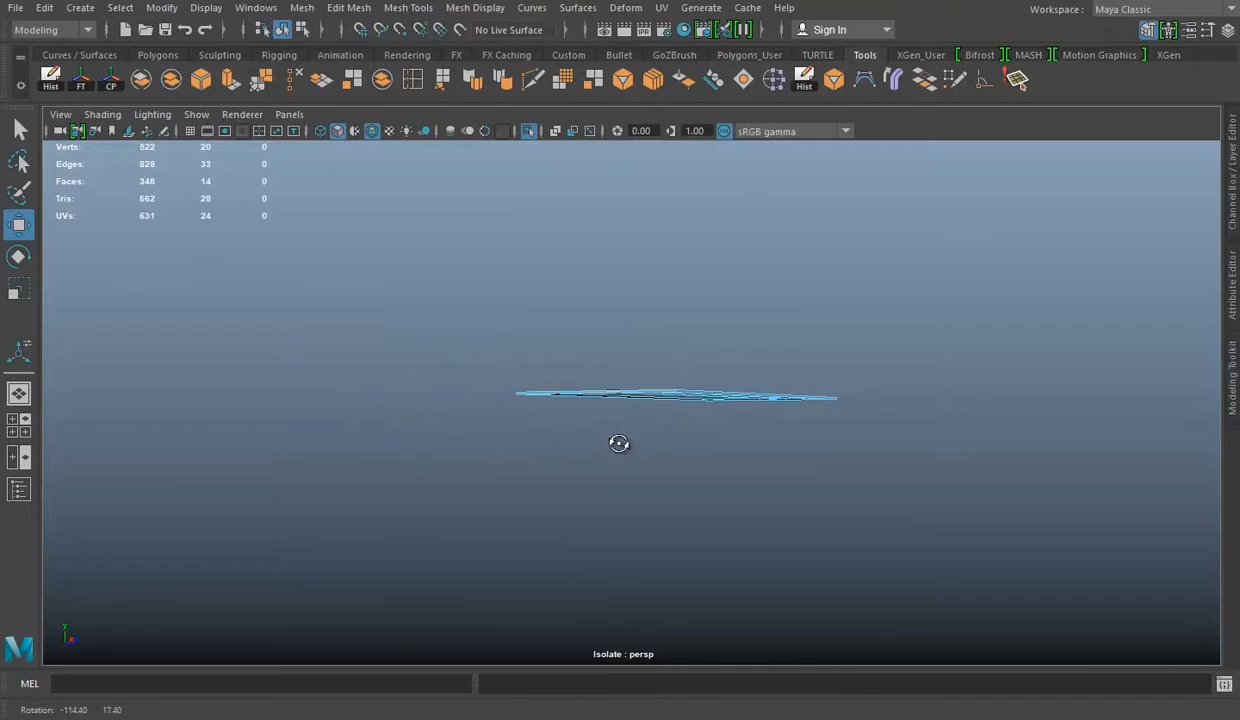 File Edit Create Select Modify Display Windows Mesh Edit Mesh Mesh Tools Mesh Display Curves Surfaces Deform UV Generate Cache Help Workspace : Maya Classic
Modeling No Live Surface Sign In
Curves / Surfaces Polygons Sculpting Rigging Animation Rendering FX FX Caching Custom Bullet GoZBrush Polygons_User TURTLE Tools XGen_User Bifrost MASH Motion Graphics XGen
Hist FT CP Hist
View Shading Lighting Show Renderer Panels
0.00 1.00 sRGB gamma
Verts: 522 20 0
Edges: 828 33 0
Faces: 348 14 0
Tris: 662 28 0
UVs: 631 24 0
Channel Box / Layer Editor
Attribute Editor
Modeling Toolkit
y x
Isolate : persp
MEL
Rotation: -114.40 17.40